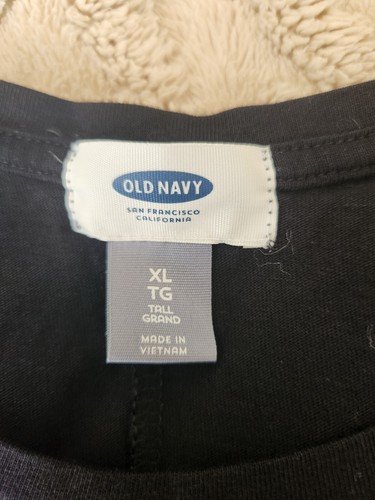 OLD NAVY
SAN FRANCISCO
CALIFORNIA
XL
TG
TALL
GRAND
MADE IN
VIETNAM